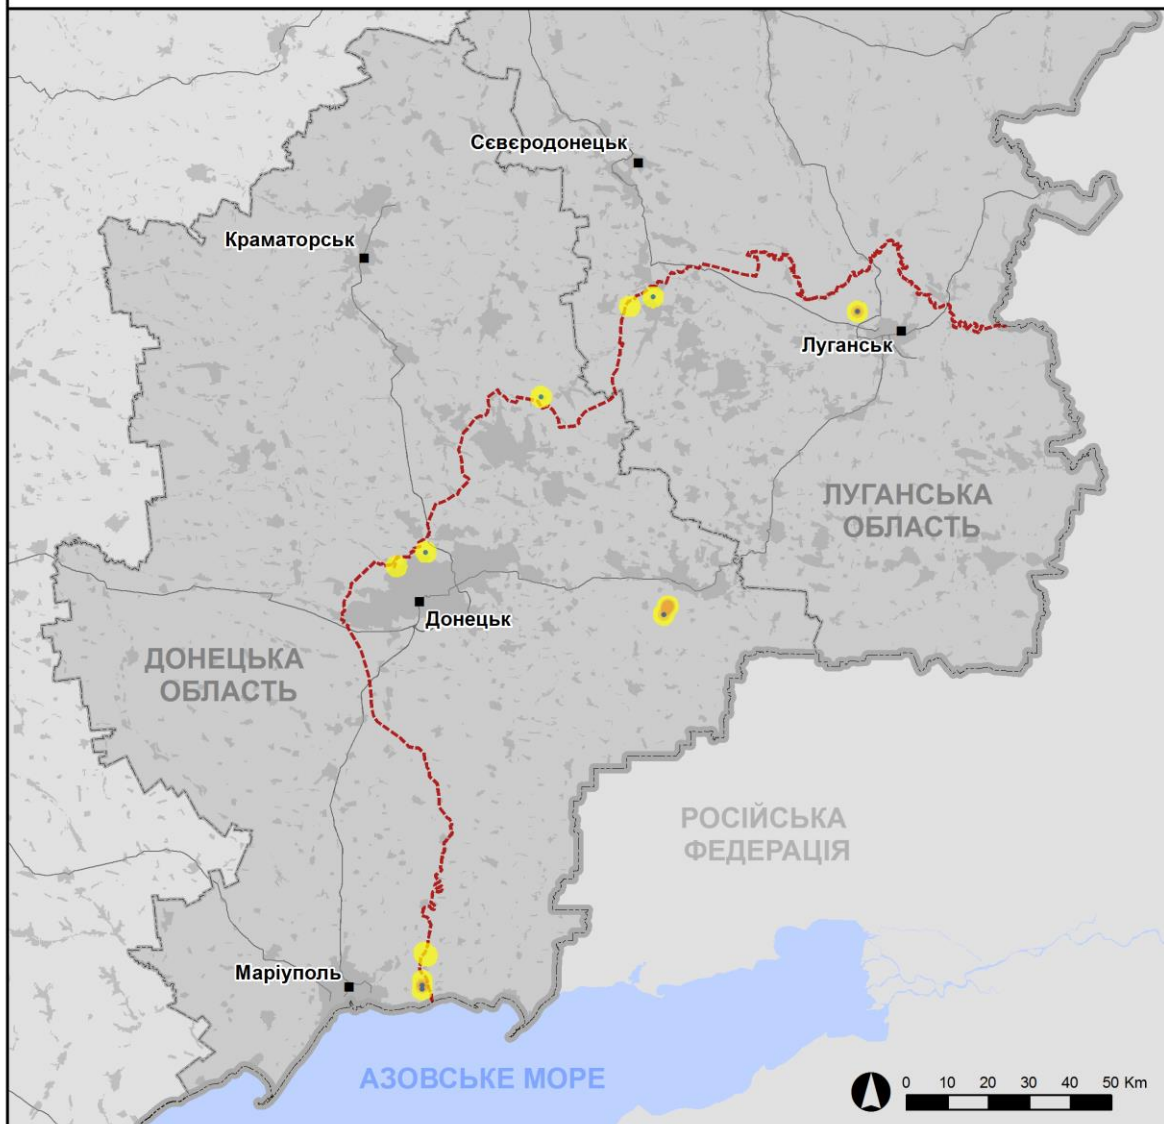 Сєвєродонецьк
Краматорськ
Луганськ
ЛУГАНСЬКА
ОБЛАСТЬ
Донецьк
ДОНЕЦЬКА
ОБЛАСТЬ
РОСІЙСЬКА
ФЕДЕРАЦІЯ
Маріуполь
АЗОВСЬКЕ МОРЕ
0 10 20 30 40 50 Km